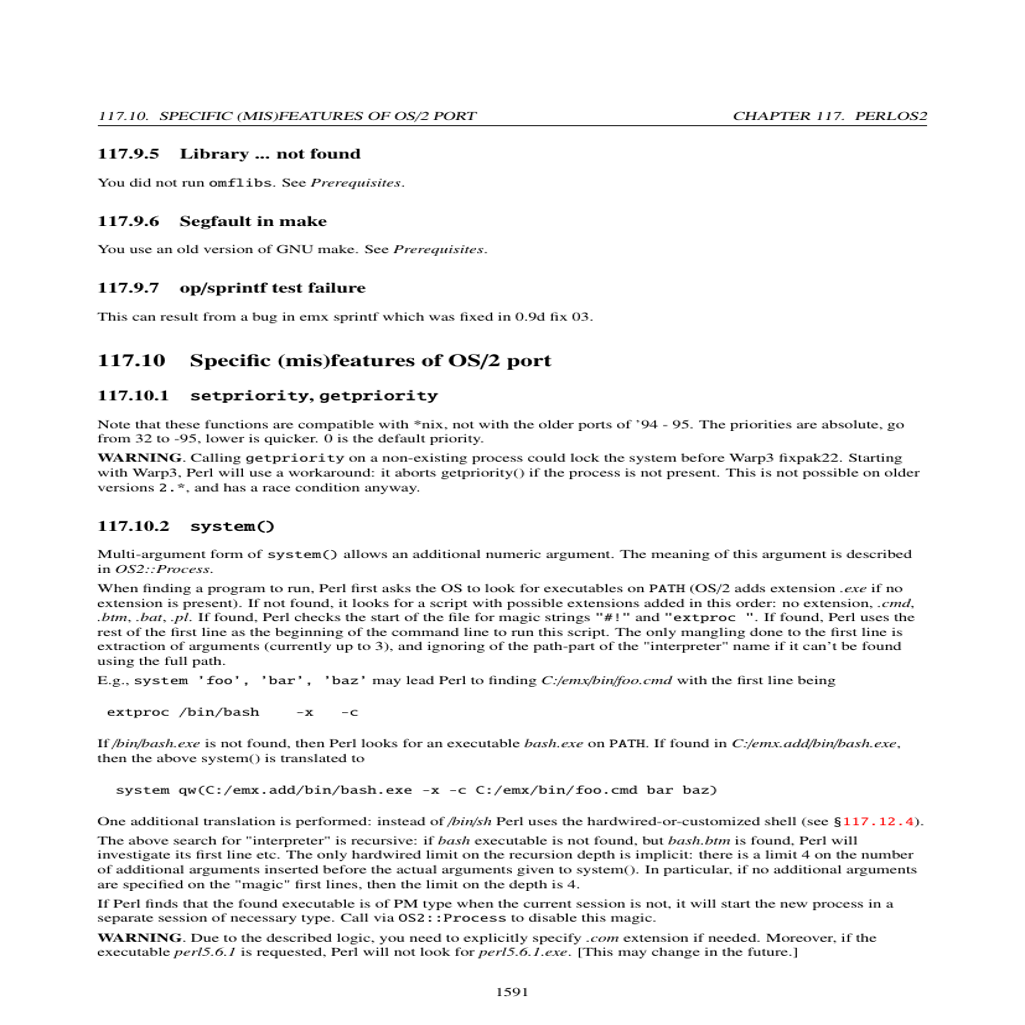 117.10. SPECIFIC (MIS)FEATURES OF OS/2 PORT CHAPTER 117. PERLOS2
117.9.5 Library ... not found
You did not run omflibs. See Prerequisites.
117.9.6 Segfault in make
You use an old version of GNU make. See Prerequisites.
117.9.7 op/sprintf test failure
This can result from a bug in emx sprintf which was fixed in 0.9d fix 03.
117.10 Specific (mis)features of OS/2 port
117.10.1 setpriority, getpriority
Note that these functions are compatible with *nix, not with the older ports of ’94 - 95. The priorities are absolute, go
from 32 to -95, lower is quicker. 0 is the default priority.
WARNING. Calling getpriority on a non-existing process could lock the system before Warp3 fixpak22. Starting
with Warp3, Perl will use a workaround: it aborts getpriority() if the process is not present. This is not possible on older
versions 2.*, and has a race condition anyway.
117.10.2 system()
Multi-argument form of system() allows an additional numeric argument. The meaning of this argument is described
in OS2::Process.
When finding a program to run, Perl first asks the OS to look for executables on PATH (OS/2 adds extension .exe if no
extension is present). If not found, it looks for a script with possible extensions added in this order: no extension, .cmd,
.btm, .bat, .pl. If found, Perl checks the start of the file for magic strings "#!" and "extproc ". If found, Perl uses the
rest of the first line as the beginning of the command line to run this script. The only mangling done to the first line is
extraction of arguments (currently up to 3), and ignoring of the path-part of the "interpreter" name if it can’t be found
using the full path.
E.g., system ’foo’, ’bar’, ’baz’ may lead Perl to finding C:/emx/bin/foo.cmd with the first line being
extproc /bin/bash -x -c
If /bin/bash.exe is not found, then Perl looks for an executable bash.exe on PATH. If found in C:/emx.add/bin/bash.exe,
then the above system() is translated to
system qw(C:/emx.add/bin/bash.exe -x -c C:/emx/bin/foo.cmd bar baz)
One additional translation is performed: instead of /bin/sh Perl uses the hardwired-or-customized shell (see §117.12.4).
The above search for "interpreter" is recursive: if bash executable is not found, but bash.btm is found, Perl will
investigate its first line etc. The only hardwired limit on the recursion depth is implicit: there is a limit 4 on the number
of additional arguments inserted before the actual arguments given to system(). In particular, if no additional arguments
are specified on the "magic" first lines, then the limit on the depth is 4.
If Perl finds that the found executable is of PM type when the current session is not, it will start the new process in a
separate session of necessary type. Call via OS2::Process to disable this magic.
WARNING. Due to the described logic, you need to explicitly specify .com extension if needed. Moreover, if the
executable perl5.6.1 is requested, Perl will not look for perl5.6.1.exe. [This may change in the future.]
1591